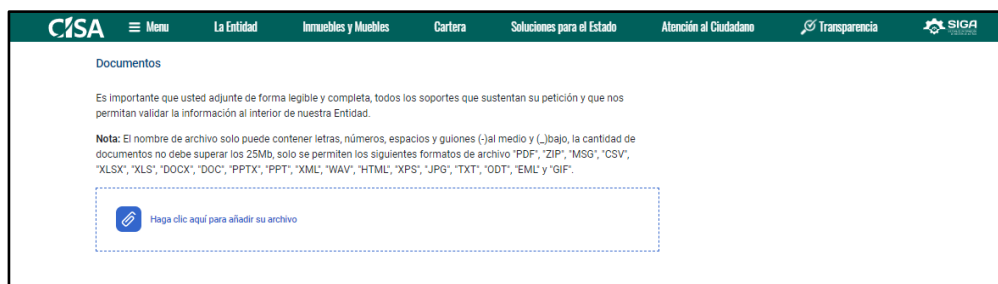 CISA Menu La Entidad Inmuebles y Muebles Cartera Soluciones para el Estado Atención al Ciudadano Transparencia SIGA
Documentos
Es importante que usted adjunte de forma legible y completa, todos los soportes que sustentan su petición y que nos
permitan validar la información al interior de nuestra Entidad.
Nota: El nombre de archivo solo puede contener letras, números, espacios y guiones (-)al medio y (_)bajo, la cantidad de
documentos no debe superar los 25Mb, solo se permiten los siguientes formatos de archivo "PDF", "ZIP", "MSG", "CSV",
"XLSX", "XLS", "DOCX", "DOC", "PPTX", "PPT", "XML", "WAV", "HTML", "XPS", "JPG", "TXT", "ODT", "EML" y "GIF".
Haga clic aquí para añadir su archivo